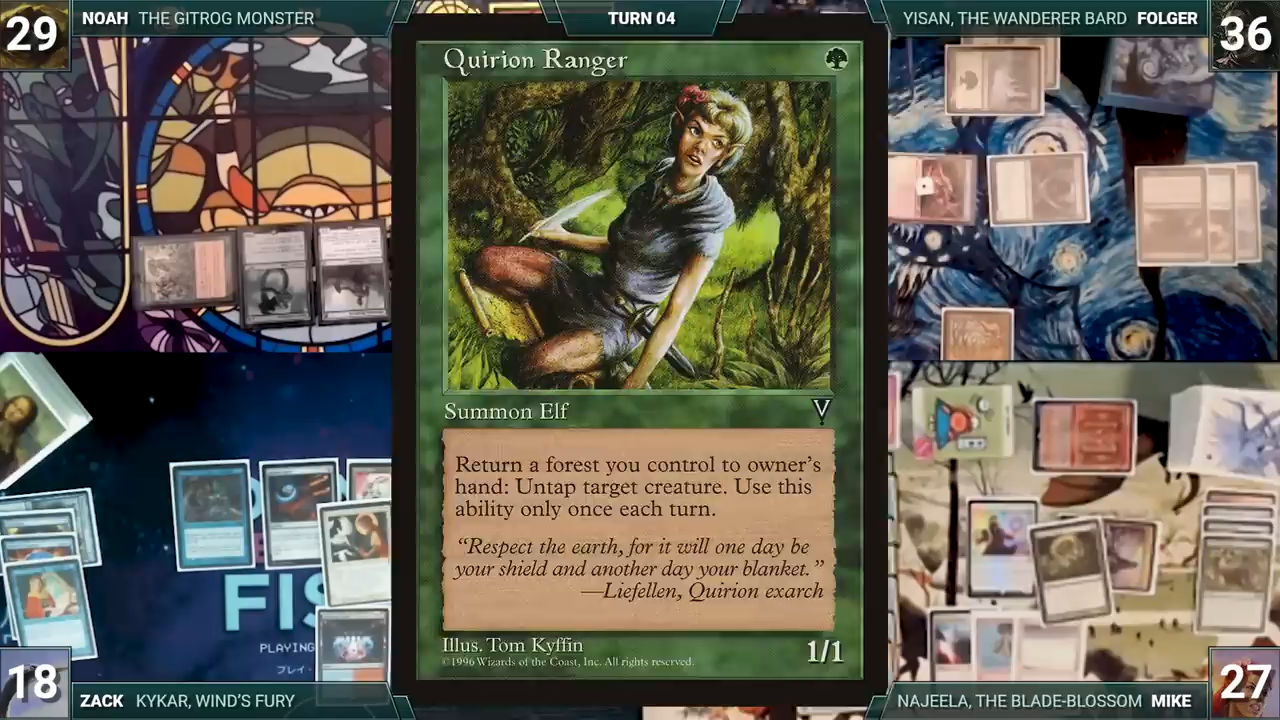 29 NOAH THE GITROG MONSTER
TURN 04
YISAN, THE WANDERER BARD FOLGER 36
Quirion Ranger
Summon Elf
V
Return a forest you control to owner's
hand: Untap target creature. Use this
ability only once each turn.
“Respect the earth, for it will one day be
your shield and another day your blanket.”
—Liefellen, Quirion exarch
Illus. Tom Kyffin
©1996 Wizards of the Coast, Inc. All rights reserved.
1/1
FIS
PLAYING
プレイ
18 ZACK KYKAR, WIND'S FURY
NAJEELA, THE BLADE-BLOSSOM MIKE 27